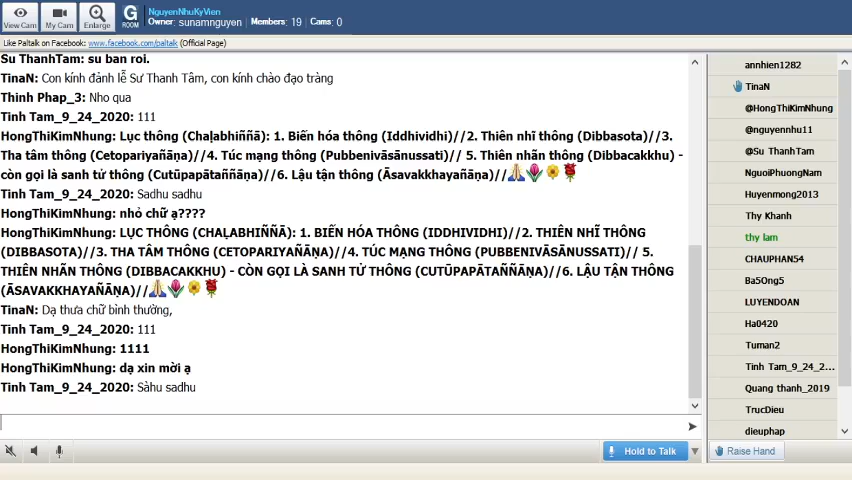 View Cam
My Cam
Enlarge
G
ROOM
NguyenNhuKyVien
Owner: sunamnguyen Members: 19 Cams: 0
Like Paltalk on Facebook: www.facebook.com/paltalk (Official Page)
Su ThanhTam: su ban roi.
TinaN: Con kính đảnh lễ Sư Thanh Tâm, con kính chào đạo tràng
Thinh Phap_3: Nho qua
Tinh Tam_9_24_2020: 111
HongThiKimNhung: Lục thông (Chaḷabhiññā): 1. Biến hóa thông (Iddhividhi)//2. Thiên nhĩ thông (Dibbasota)//3.
Tha tâm thông (Cetopariyañāṇa)//4. Túc mạng thông (Pubbenivāsānussati)// 5. Thiên nhãn thông (Dibbacakkhu) -
còn gọi là sanh tử thông (Cutūpapātaññāṇa)//6. Lậu tận thông (Āsavakkhayañāṇa)//🙏🌷🌼🌹
Tinh Tam_9_24_2020: Sadhu sadhu
HongThiKimNhung: nhỏ chữ ạ????
HongThiKimNhung: LỤC THÔNG (CHAḶABHIÑÑĀ): 1. BIẾN HÓA THÔNG (IDDHIVIDHI)//2. THIÊN NHĨ THÔNG
(DIBBASOTA)//3. THA TÂM THÔNG (CETOPARIYAÑĀṆA)//4. TÚC MẠNG THÔNG (PUBBENIVĀSĀNUSSATI)// 5.
THIÊN NHÃN THÔNG (DIBBACAKKHU) - CÒN GỌI LÀ SANH TỬ THÔNG (CUTŪPAPĀTAÑÑĀṆA)//6. LẬU TẬN THÔNG
(ĀSAVAKKHAYAÑĀṆA)//🙏🌷🌼🌹
TinaN: Dạ thưa chữ bình thường,
Tinh Tam_9_24_2020: 111
HongThiKimNhung: 1111
HongThiKimNhung: dạ xin mời ạ
Tinh Tam_9_24_2020: Sàhu sadhu
Hold to Talk
annhien1282
TinaN
@HongThiKimNhung
@nguyennhu11
@Su ThanhTam
NguoiPhuongNam
Huyenmong2013
Thy Khanh
thy lam
CHAUPHAN54
Ba5Ong5
LUYENDOAN
Ha0420
Tuman2
Tinh Tam_9_24_2...
Quang thanh_2019
TrucDieu
dieuphap
Raise Hand